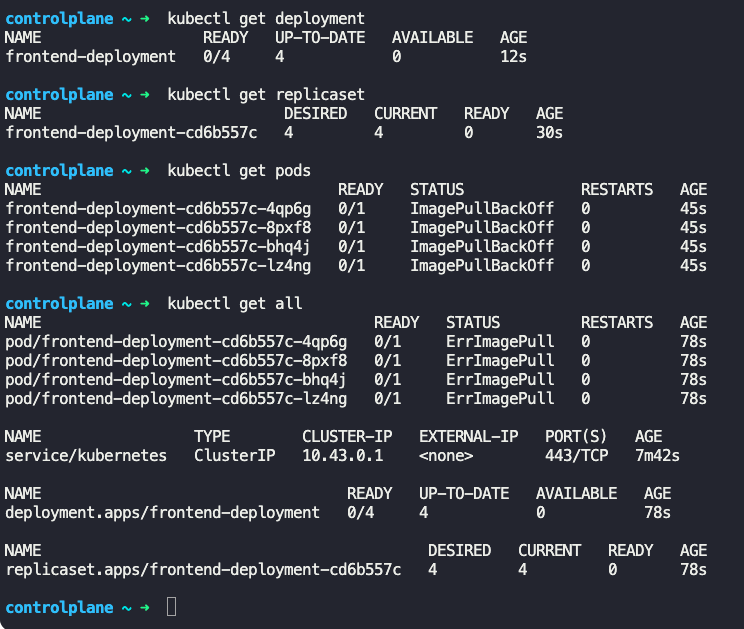 controlplane ~ ➜  kubectl get deployment
NAME                  READY   UP-TO-DATE   AVAILABLE   AGE
frontend-deployment   0/4     4            0           12s

controlplane ~ ➜  kubectl get replicaset
NAME                           DESIRED   CURRENT   READY   AGE
frontend-deployment-cd6b557c   4         4         0       30s

controlplane ~ ➜  kubectl get pods
NAME                                 READY   STATUS             RESTARTS   AGE
frontend-deployment-cd6b557c-4qp6g   0/1     ImagePullBackOff   0          45s
frontend-deployment-cd6b557c-8pxf8   0/1     ImagePullBackOff   0          45s
frontend-deployment-cd6b557c-bhq4j   0/1     ImagePullBackOff   0          45s
frontend-deployment-cd6b557c-lz4ng   0/1     ImagePullBackOff   0          45s

controlplane ~ ➜  kubectl get all
NAME                                     READY   STATUS         RESTARTS   AGE
pod/frontend-deployment-cd6b557c-4qp6g   0/1     ErrImagePull   0          78s
pod/frontend-deployment-cd6b557c-8pxf8   0/1     ErrImagePull   0          78s
pod/frontend-deployment-cd6b557c-bhq4j   0/1     ErrImagePull   0          78s
pod/frontend-deployment-cd6b557c-lz4ng   0/1     ErrImagePull   0          78s

NAME                 TYPE        CLUSTER-IP   EXTERNAL-IP   PORT(S)   AGE
service/kubernetes   ClusterIP   10.43.0.1    <none>        443/TCP   7m42s

NAME                                  READY   UP-TO-DATE   AVAILABLE   AGE
deployment.apps/frontend-deployment   0/4     4            0           78s

NAME                                           DESIRED   CURRENT   READY   AGE
replicaset.apps/frontend-deployment-cd6b557c   4         4         0       78s

controlplane ~ ➜